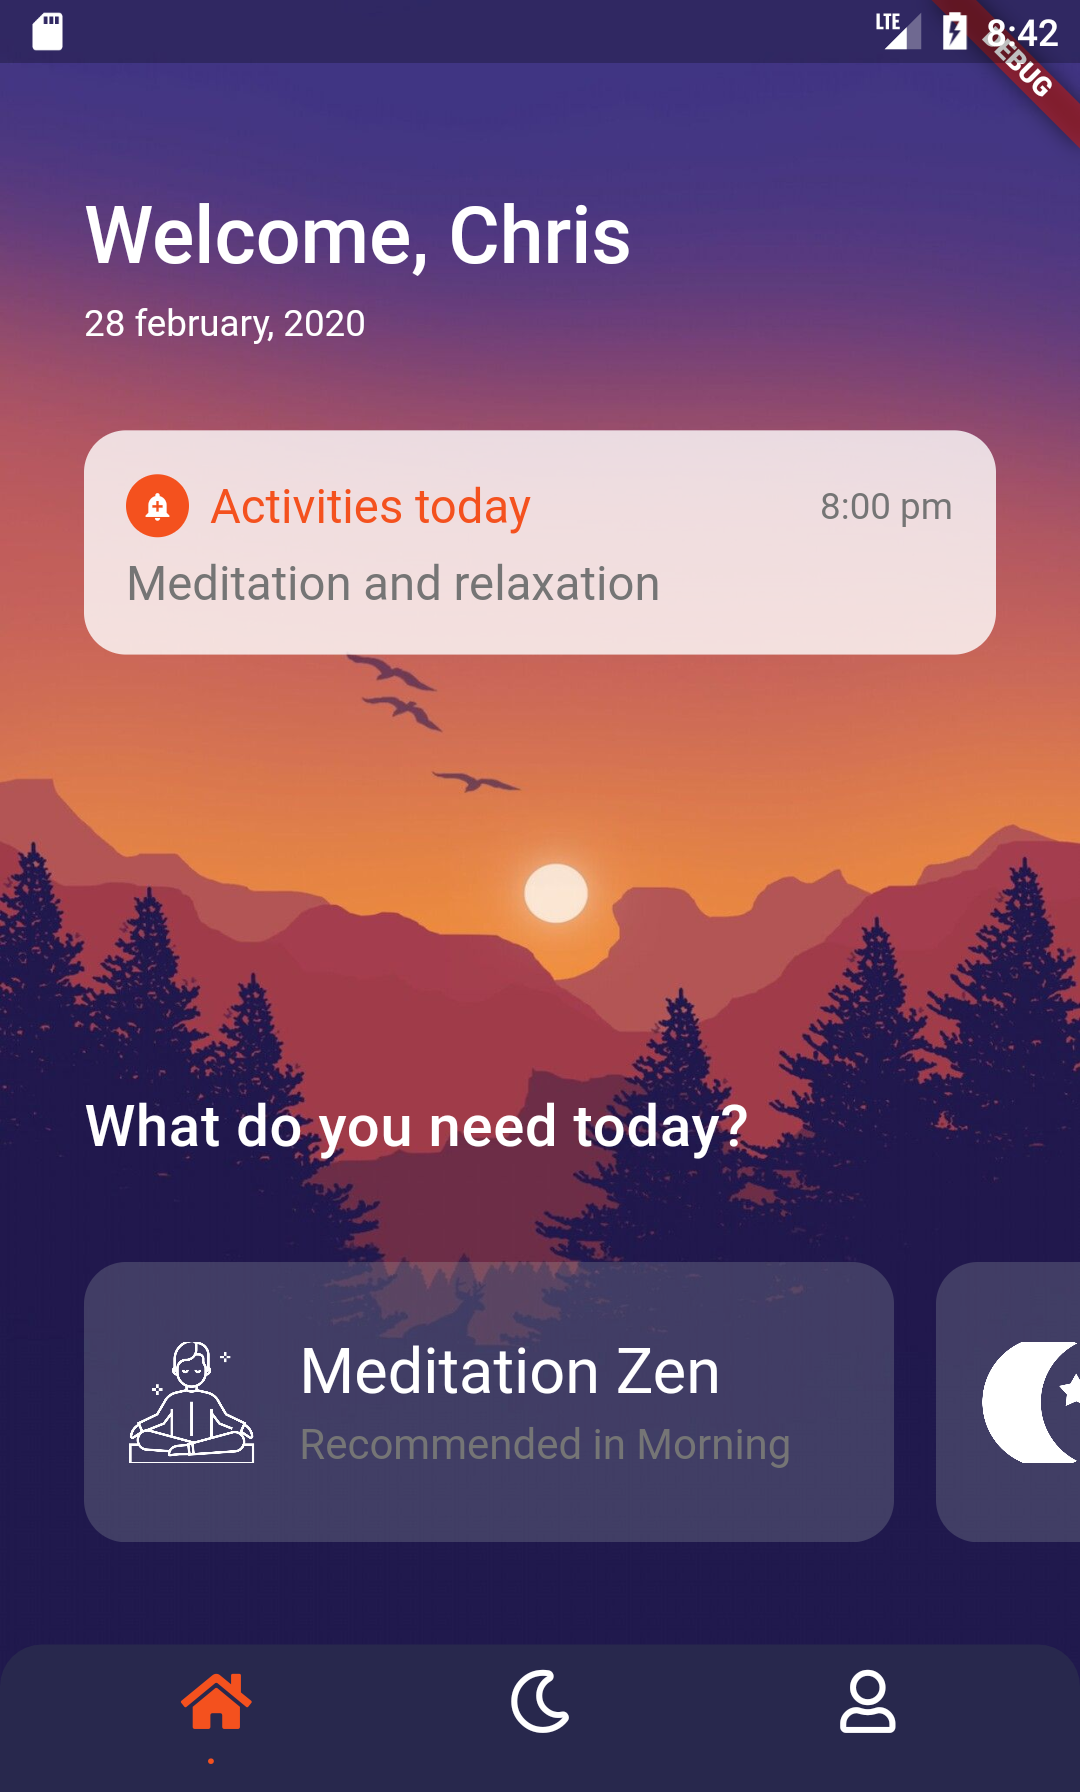 LTE
8:42
DEBUG
Welcome, Chris
28 february, 2020
Activities today
8:00 pm
Meditation and relaxation
What do you need today?
Meditation Zen
Recommended in Morning